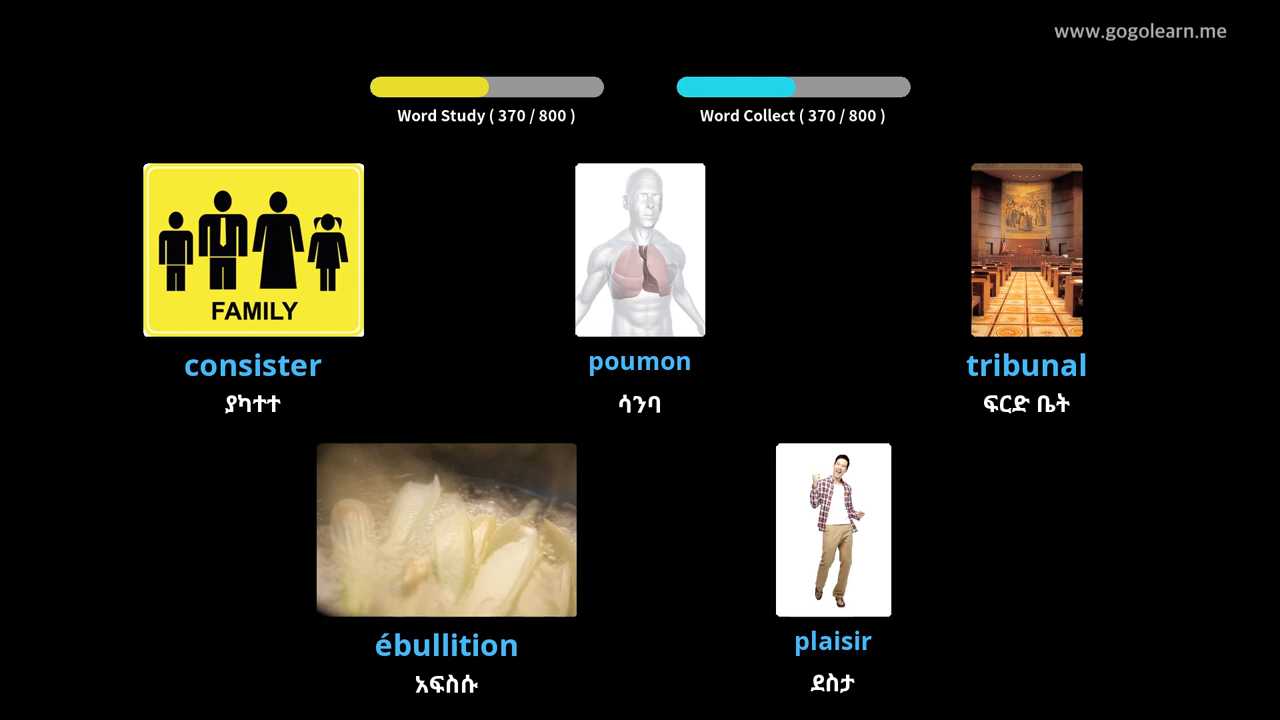 www.gogolearn.me
Word Study ( 370 / 800 )
Word Collect ( 370 / 800 )
FAMILY
consister
ያካተተ
poumon
ሳንባ
tribunal
ፍርድ ቤት
ébullition
አፍስሱ
plaisir
ደስታ